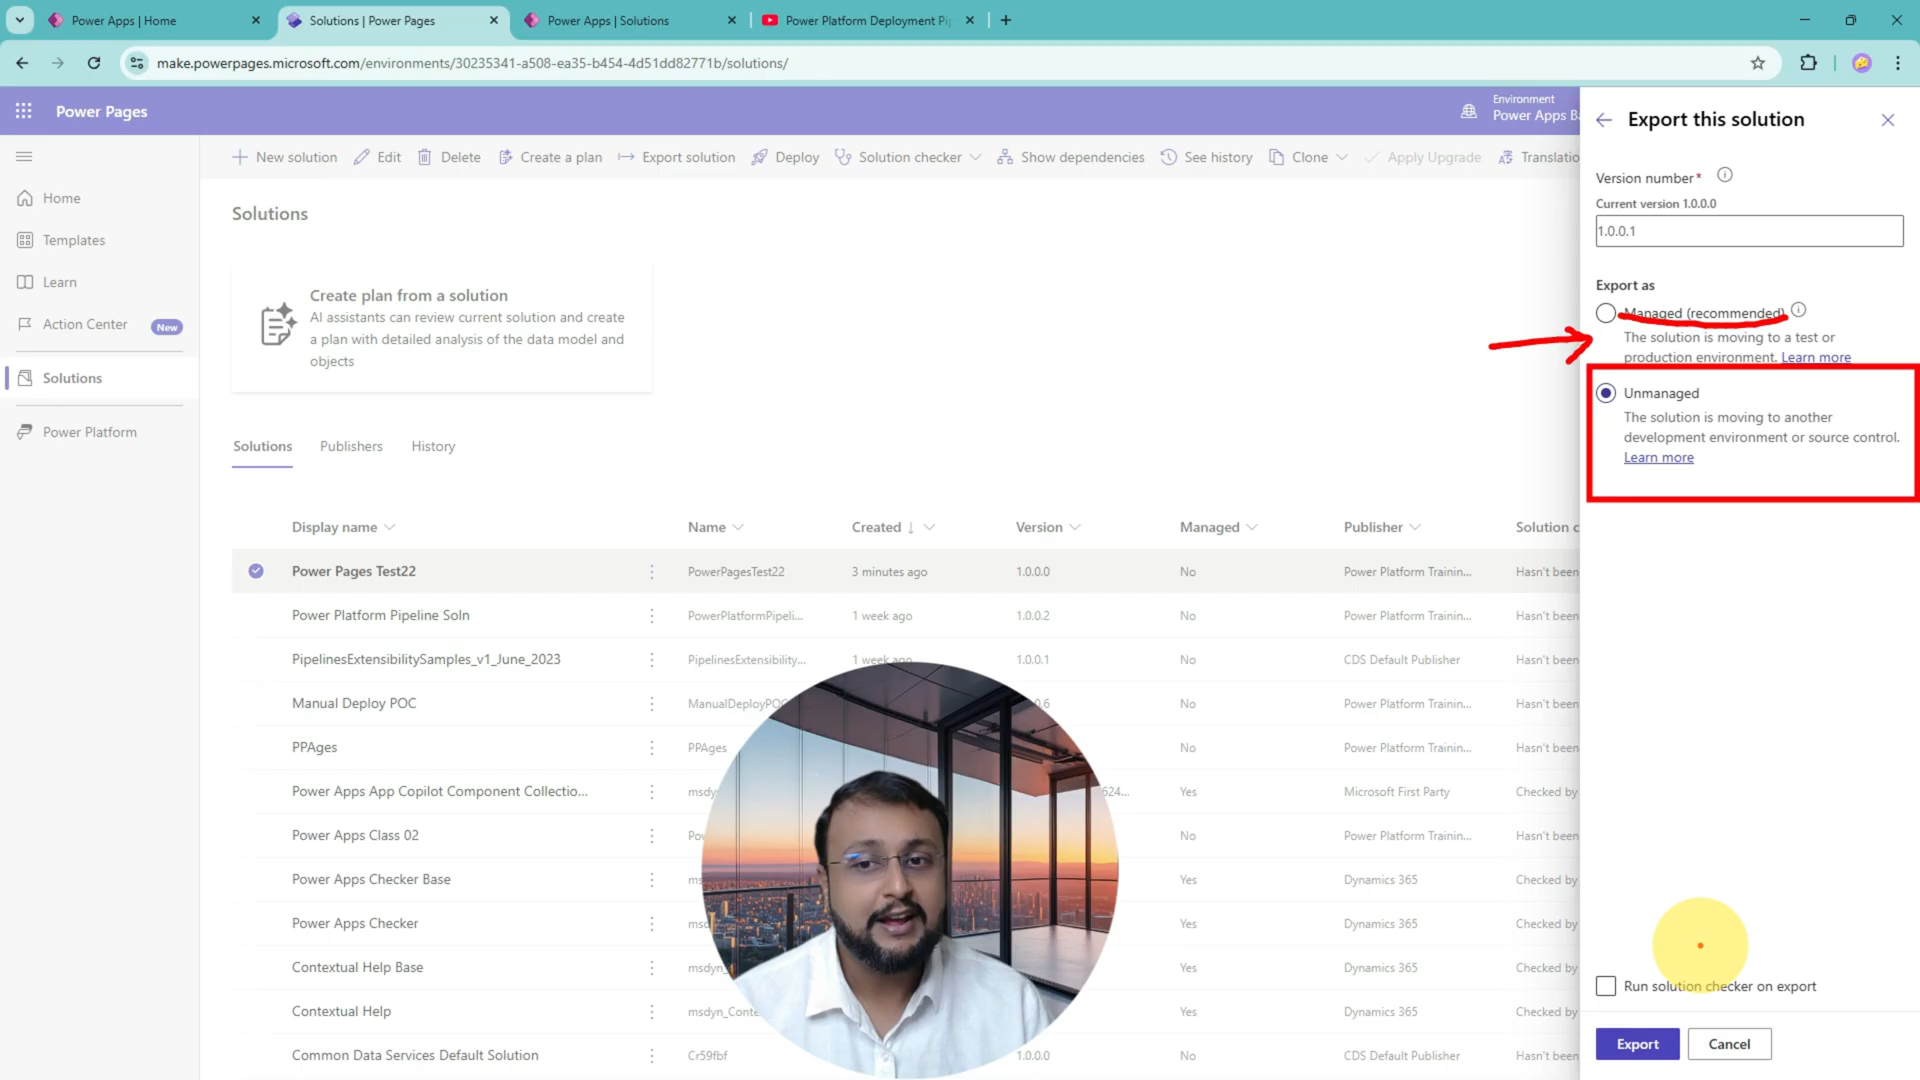 Power Apps | Home
Solutions | Power Pages
Power Apps | Solutions
Power Platform Deployment Pi
make.powerpages.microsoft.com/environments/30235341-a508-ea35-b454-4d51dd82771b/solutions/
Power Pages
Environment
Power Apps Ba
New solution
Edit
Delete
Create a plan
Export solution
Deploy
Solution checker
Show dependencies
See history
Clone
Apply Upgrade
Translatio
Home
Templates
Learn
Action Center
New
Solutions
Power Platform
Solutions
Create plan from a solution
AI assistants can review current solution and create
a plan with detailed analysis of the data model and
objects
Solutions
Publishers
History
Display name
Name
Created
Version
Managed
Publisher
Solution c
Power Pages Test22 PowerPagesTest22 3 minutes ago 1.0.0.0 No Power Platform Trainin... Hasn't been
Power Platform Pipeline Soln PowerPlatformPipeli... 1 week ago 1.0.0.2 No Power Platform Trainin... Hasn't been
PipelinesExtensibilitySamples_v1_June_2023 PipelinesExtensibility... 1 week ago 1.0.0.1 No CDS Default Publisher Hasn't been
Manual Deploy POC ManualDeployPOC 0.6 No Power Platform Trainin... Hasn't been
PPAges PPAges No Power Platform Trainin... Hasn't been
Power Apps App Copilot Component Collectio... msdy 624... Yes Microsoft First Party Checked by
Power Apps Class 02 Pov No Power Platform Trainin... Hasn't been
Power Apps Checker Base ms Yes Dynamics 365 Checked by
Power Apps Checker msd Yes Dynamics 365 Checked by
Contextual Help Base msdyn_ Yes Dynamics 365 Checked by
Contextual Help msdyn_Conte Yes Dynamics 365 Checked by
Common Data Services Default Solution Cr59fbf 1.0.0.0 No CDS Default Publisher Hasn't been
Export this solution
Version number*
Current version 1.0.0.0
1.0.0.1
Export as
Managed (recommended)
The solution is moving to a test or
production environment. Learn more
Unmanaged
The solution is moving to another
development environment or source control.
Learn more
Run solution checker on export
Export
Cancel